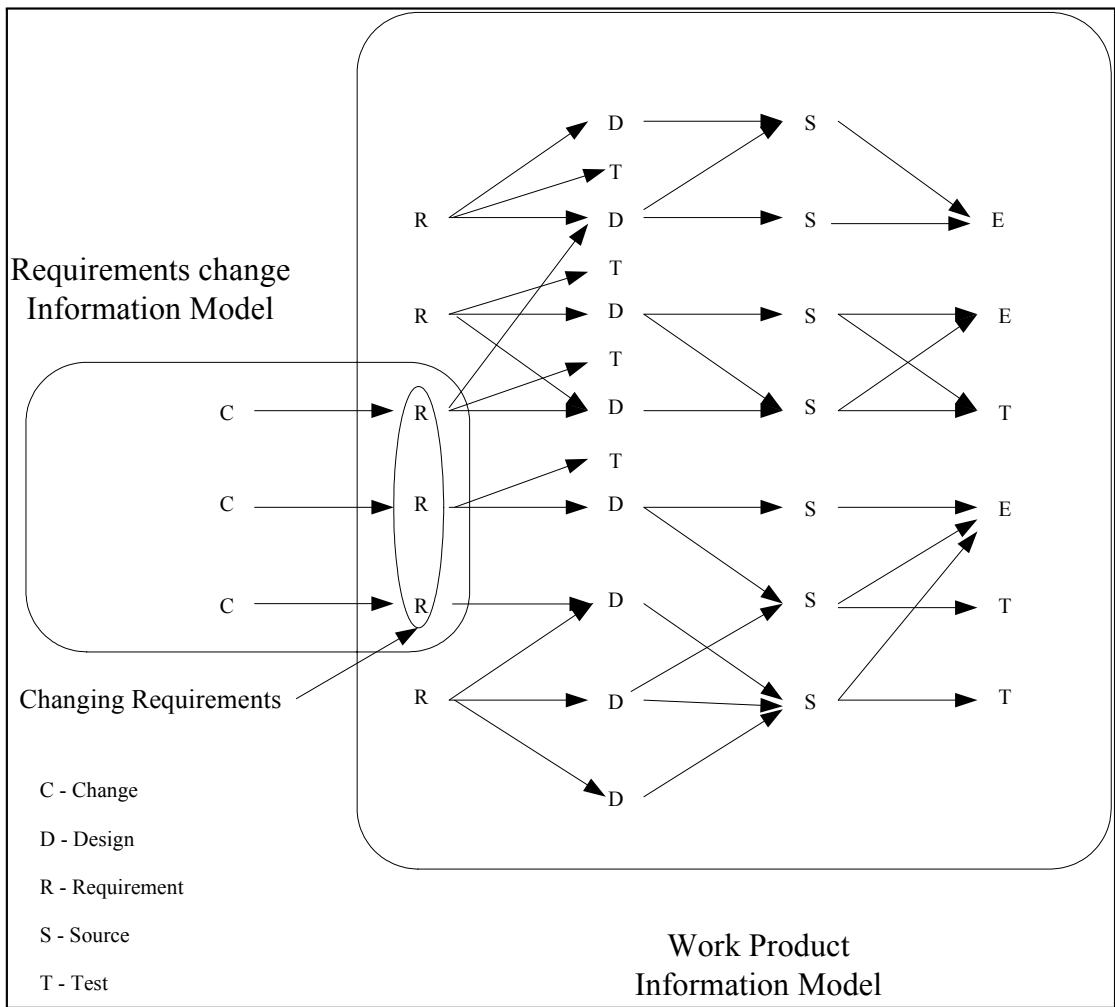 D S
T
R D S E
Requirements change
Information Model
T
R D S E
T
C R D S T
T
C R D S E
C R D S T
Changing Requirements
R D S T
D
C - Change
D - Design
R - Requirement
S - Source
T - Test
Work Product
Information Model